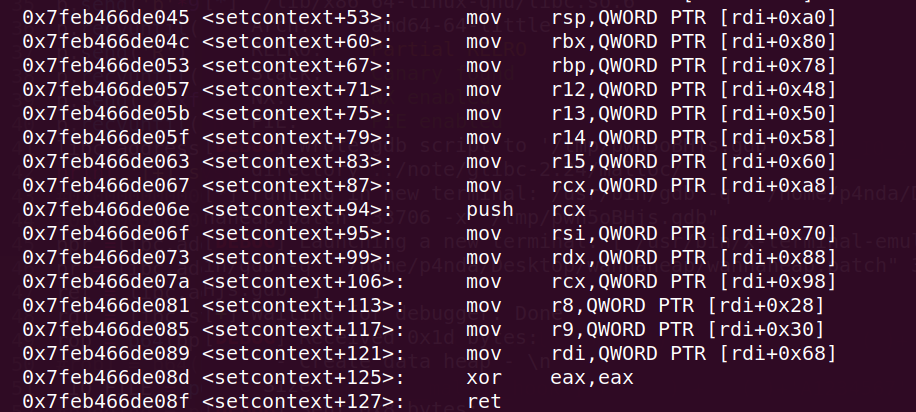 0x7feb466de045 <setcontext+53>: mov rsp,QWORD PTR [rdi+0xa0]
0x7feb466de04c <setcontext+60>: mov rbx,QWORD PTR [rdi+0x80]
0x7feb466de053 <setcontext+67>: mov rbp,QWORD PTR [rdi+0x78]
0x7feb466de057 <setcontext+71>: mov r12,QWORD PTR [rdi+0x48]
0x7feb466de05b <setcontext+75>: mov r13,QWORD PTR [rdi+0x50]
0x7feb466de05f <setcontext+79>: mov r14,QWORD PTR [rdi+0x58]
0x7feb466de063 <setcontext+83>: mov r15,QWORD PTR [rdi+0x60]
0x7feb466de067 <setcontext+87>: mov rcx,QWORD PTR [rdi+0xa8]
0x7feb466de06e <setcontext+94>: push rcx
0x7feb466de06f <setcontext+95>: mov rsi,QWORD PTR [rdi+0x70]
0x7feb466de073 <setcontext+99>: mov rdx,QWORD PTR [rdi+0x88]
0x7feb466de07a <setcontext+106>: mov rcx,QWORD PTR [rdi+0x98]
0x7feb466de081 <setcontext+113>: mov r8,QWORD PTR [rdi+0x28]
0x7feb466de085 <setcontext+117>: mov r9,QWORD PTR [rdi+0x30]
0x7feb466de089 <setcontext+121>: mov rdi,QWORD PTR [rdi+0x68]
0x7feb466de08d <setcontext+125>: xor eax,eax
0x7feb466de08f <setcontext+127>: ret